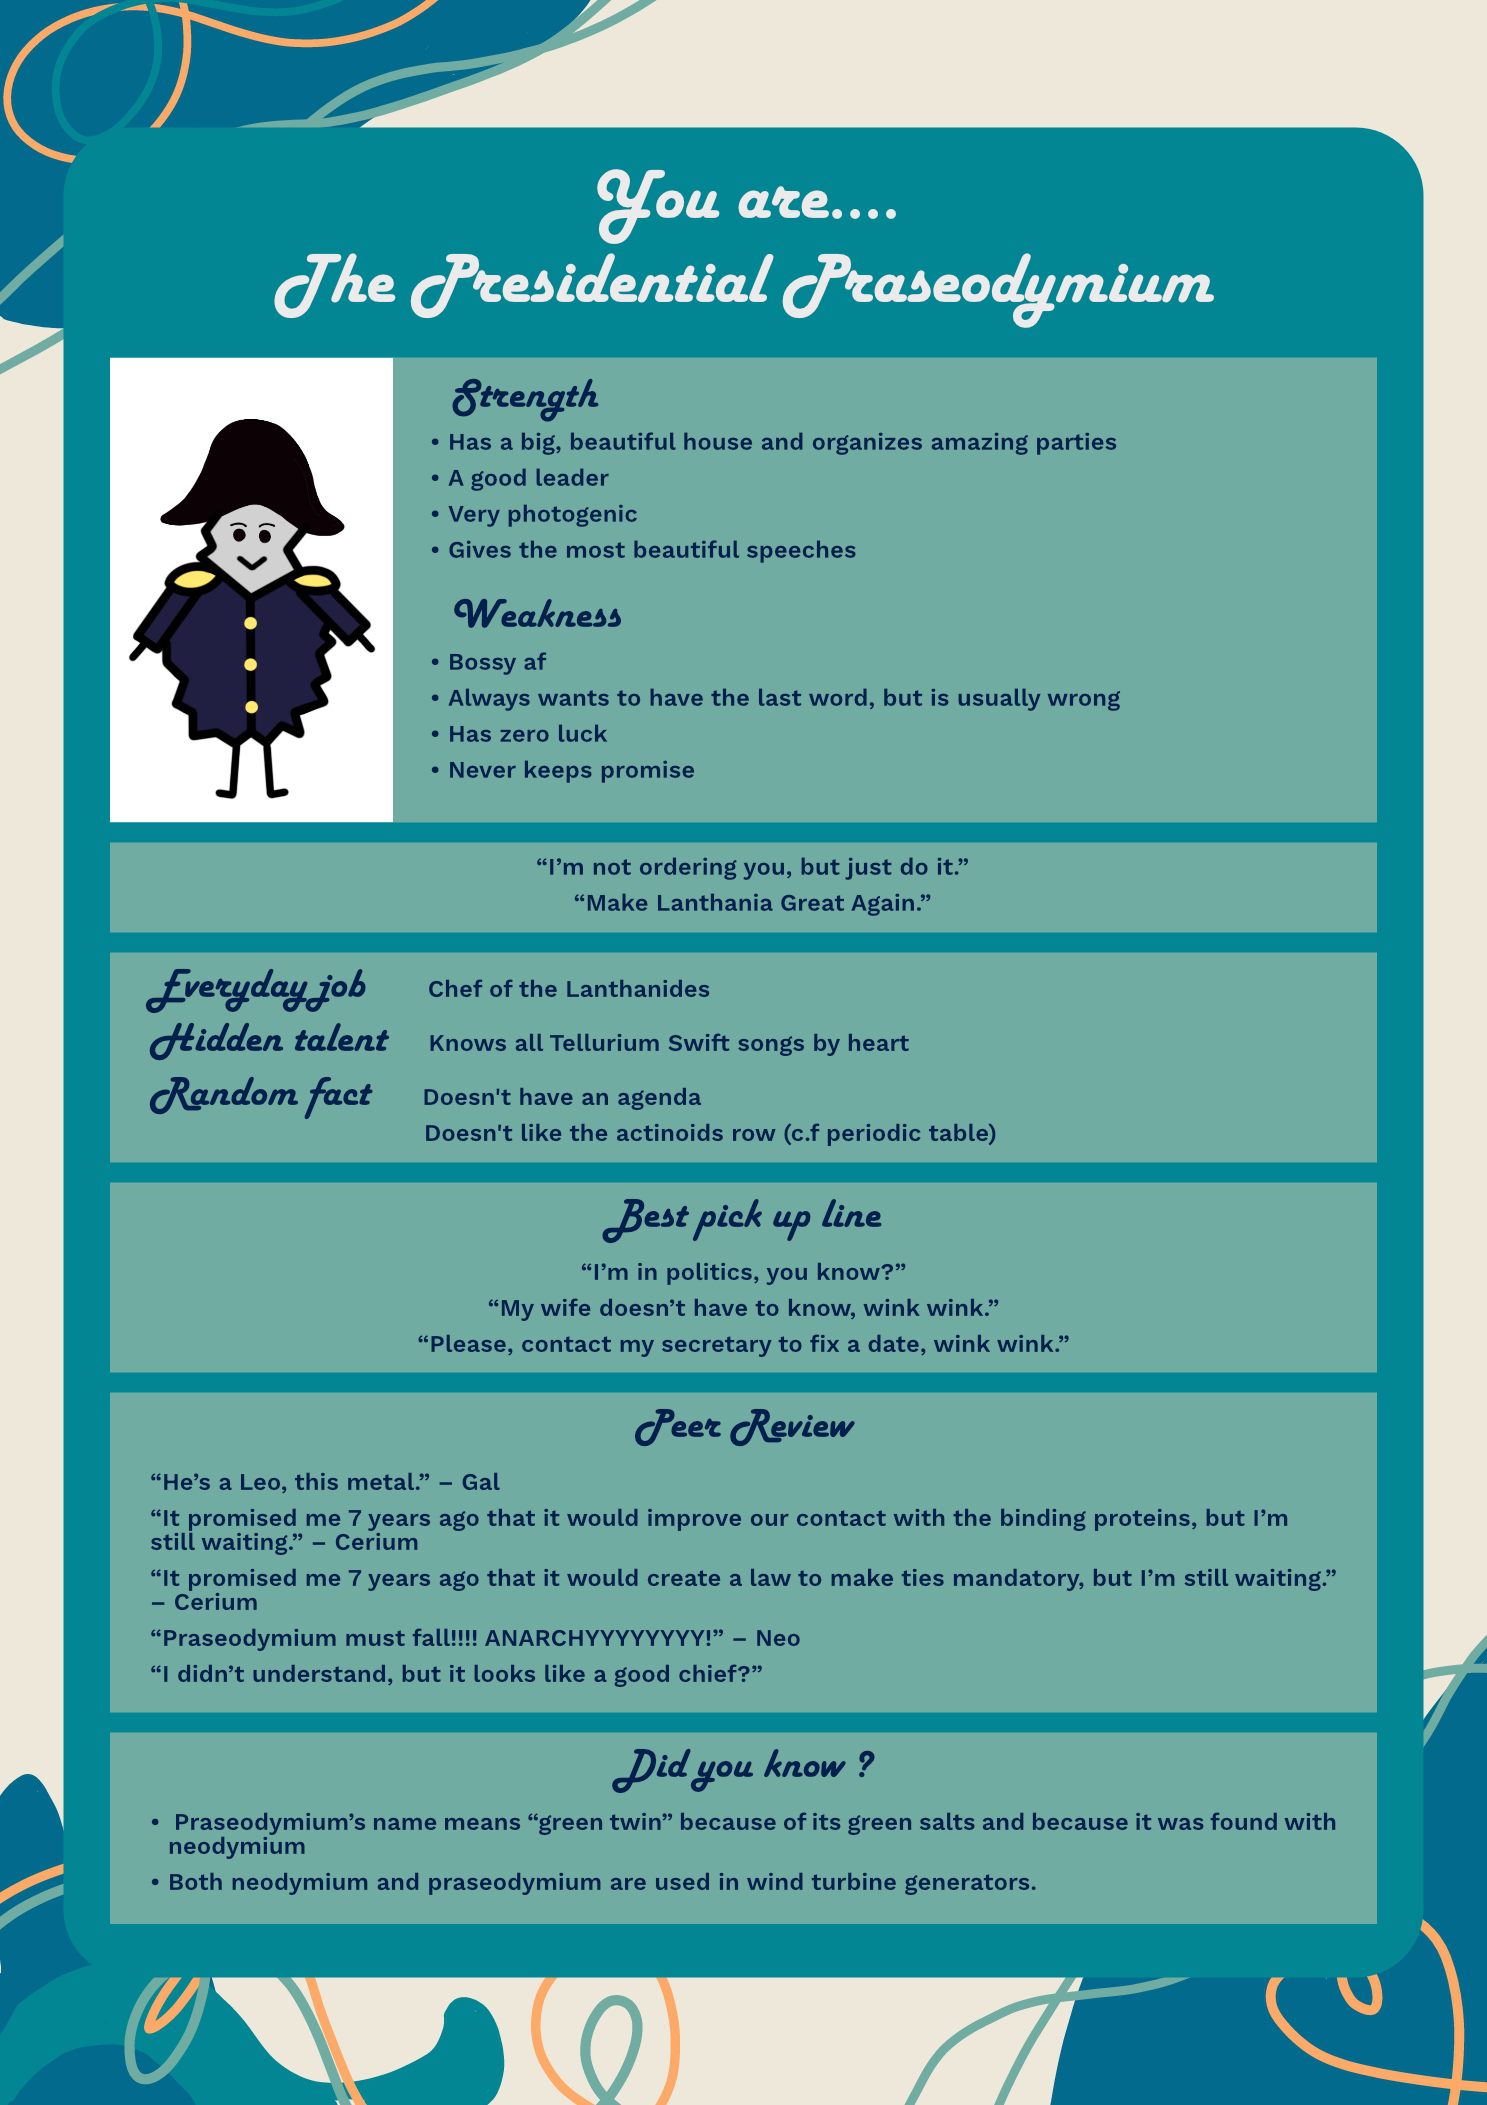 You are....
The Presidential Praseodymium
Strength
• Has a big, beautiful house and organizes amazing parties
• A good leader
• Very photogenic
• Gives the most beautiful speeches
Weakness
• Bossy af
• Always wants to have the last word, but is usually wrong
• Has zero luck
• Never keeps promise
“I’m not ordering you, but just do it.”
“Make Lanthania Great Again.”
Everyday job Chef of the Lanthanides
Hidden talent Knows all Tellurium Swift songs by heart
Random fact Doesn't have an agenda
Doesn't like the actinoids row (c.f periodic table)
Best pick up line
“I’m in politics, you know?”
“My wife doesn’t have to know, wink wink.”
“Please, contact my secretary to fix a date, wink wink.”
Peer Review
“He’s a Leo, this metal.” – Gal
“It promised me 7 years ago that it would improve our contact with the binding proteins, but I’m
still waiting.” – Cerium
“It promised me 7 years ago that it would create a law to make ties mandatory, but I’m still waiting.”
– Cerium
“Praseodymium must fall!!!! ANARCHYYYYYYYY!” – Neo
“I didn’t understand, but it looks like a good chief?”
Did you know ?
• Praseodymium’s name means “green twin” because of its green salts and because it was found with
neodymium
• Both neodymium and praseodymium are used in wind turbine generators.